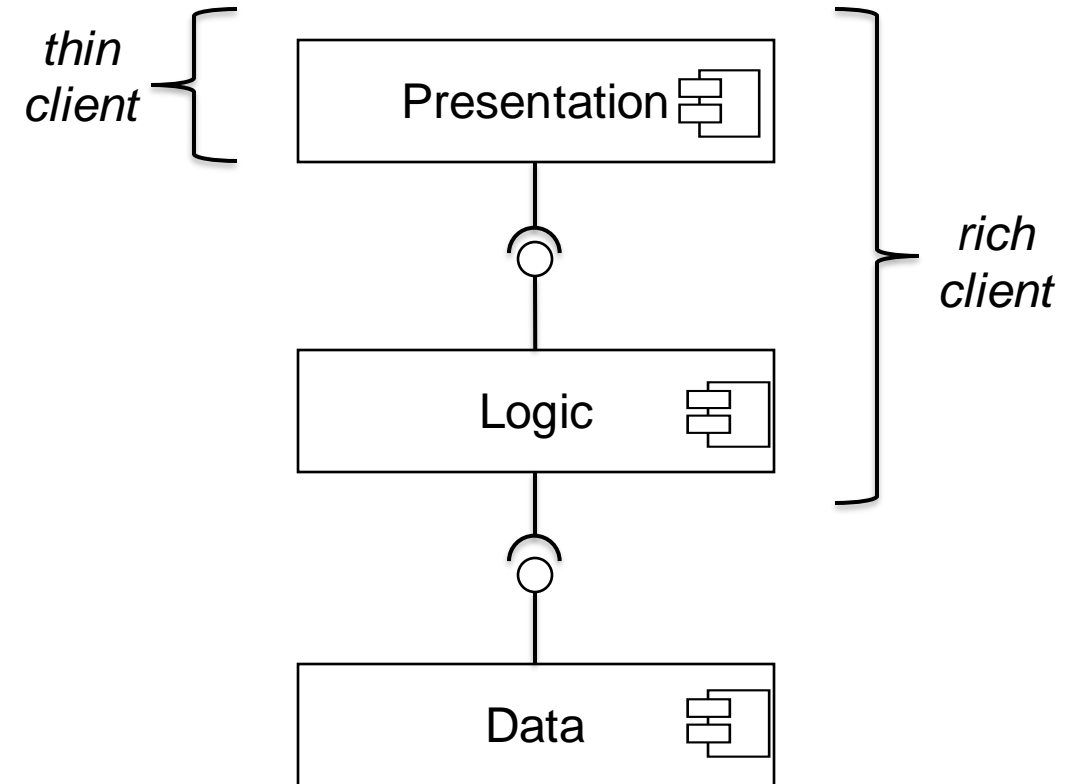 thin
client
Presentation
rich
client
Logic
Data